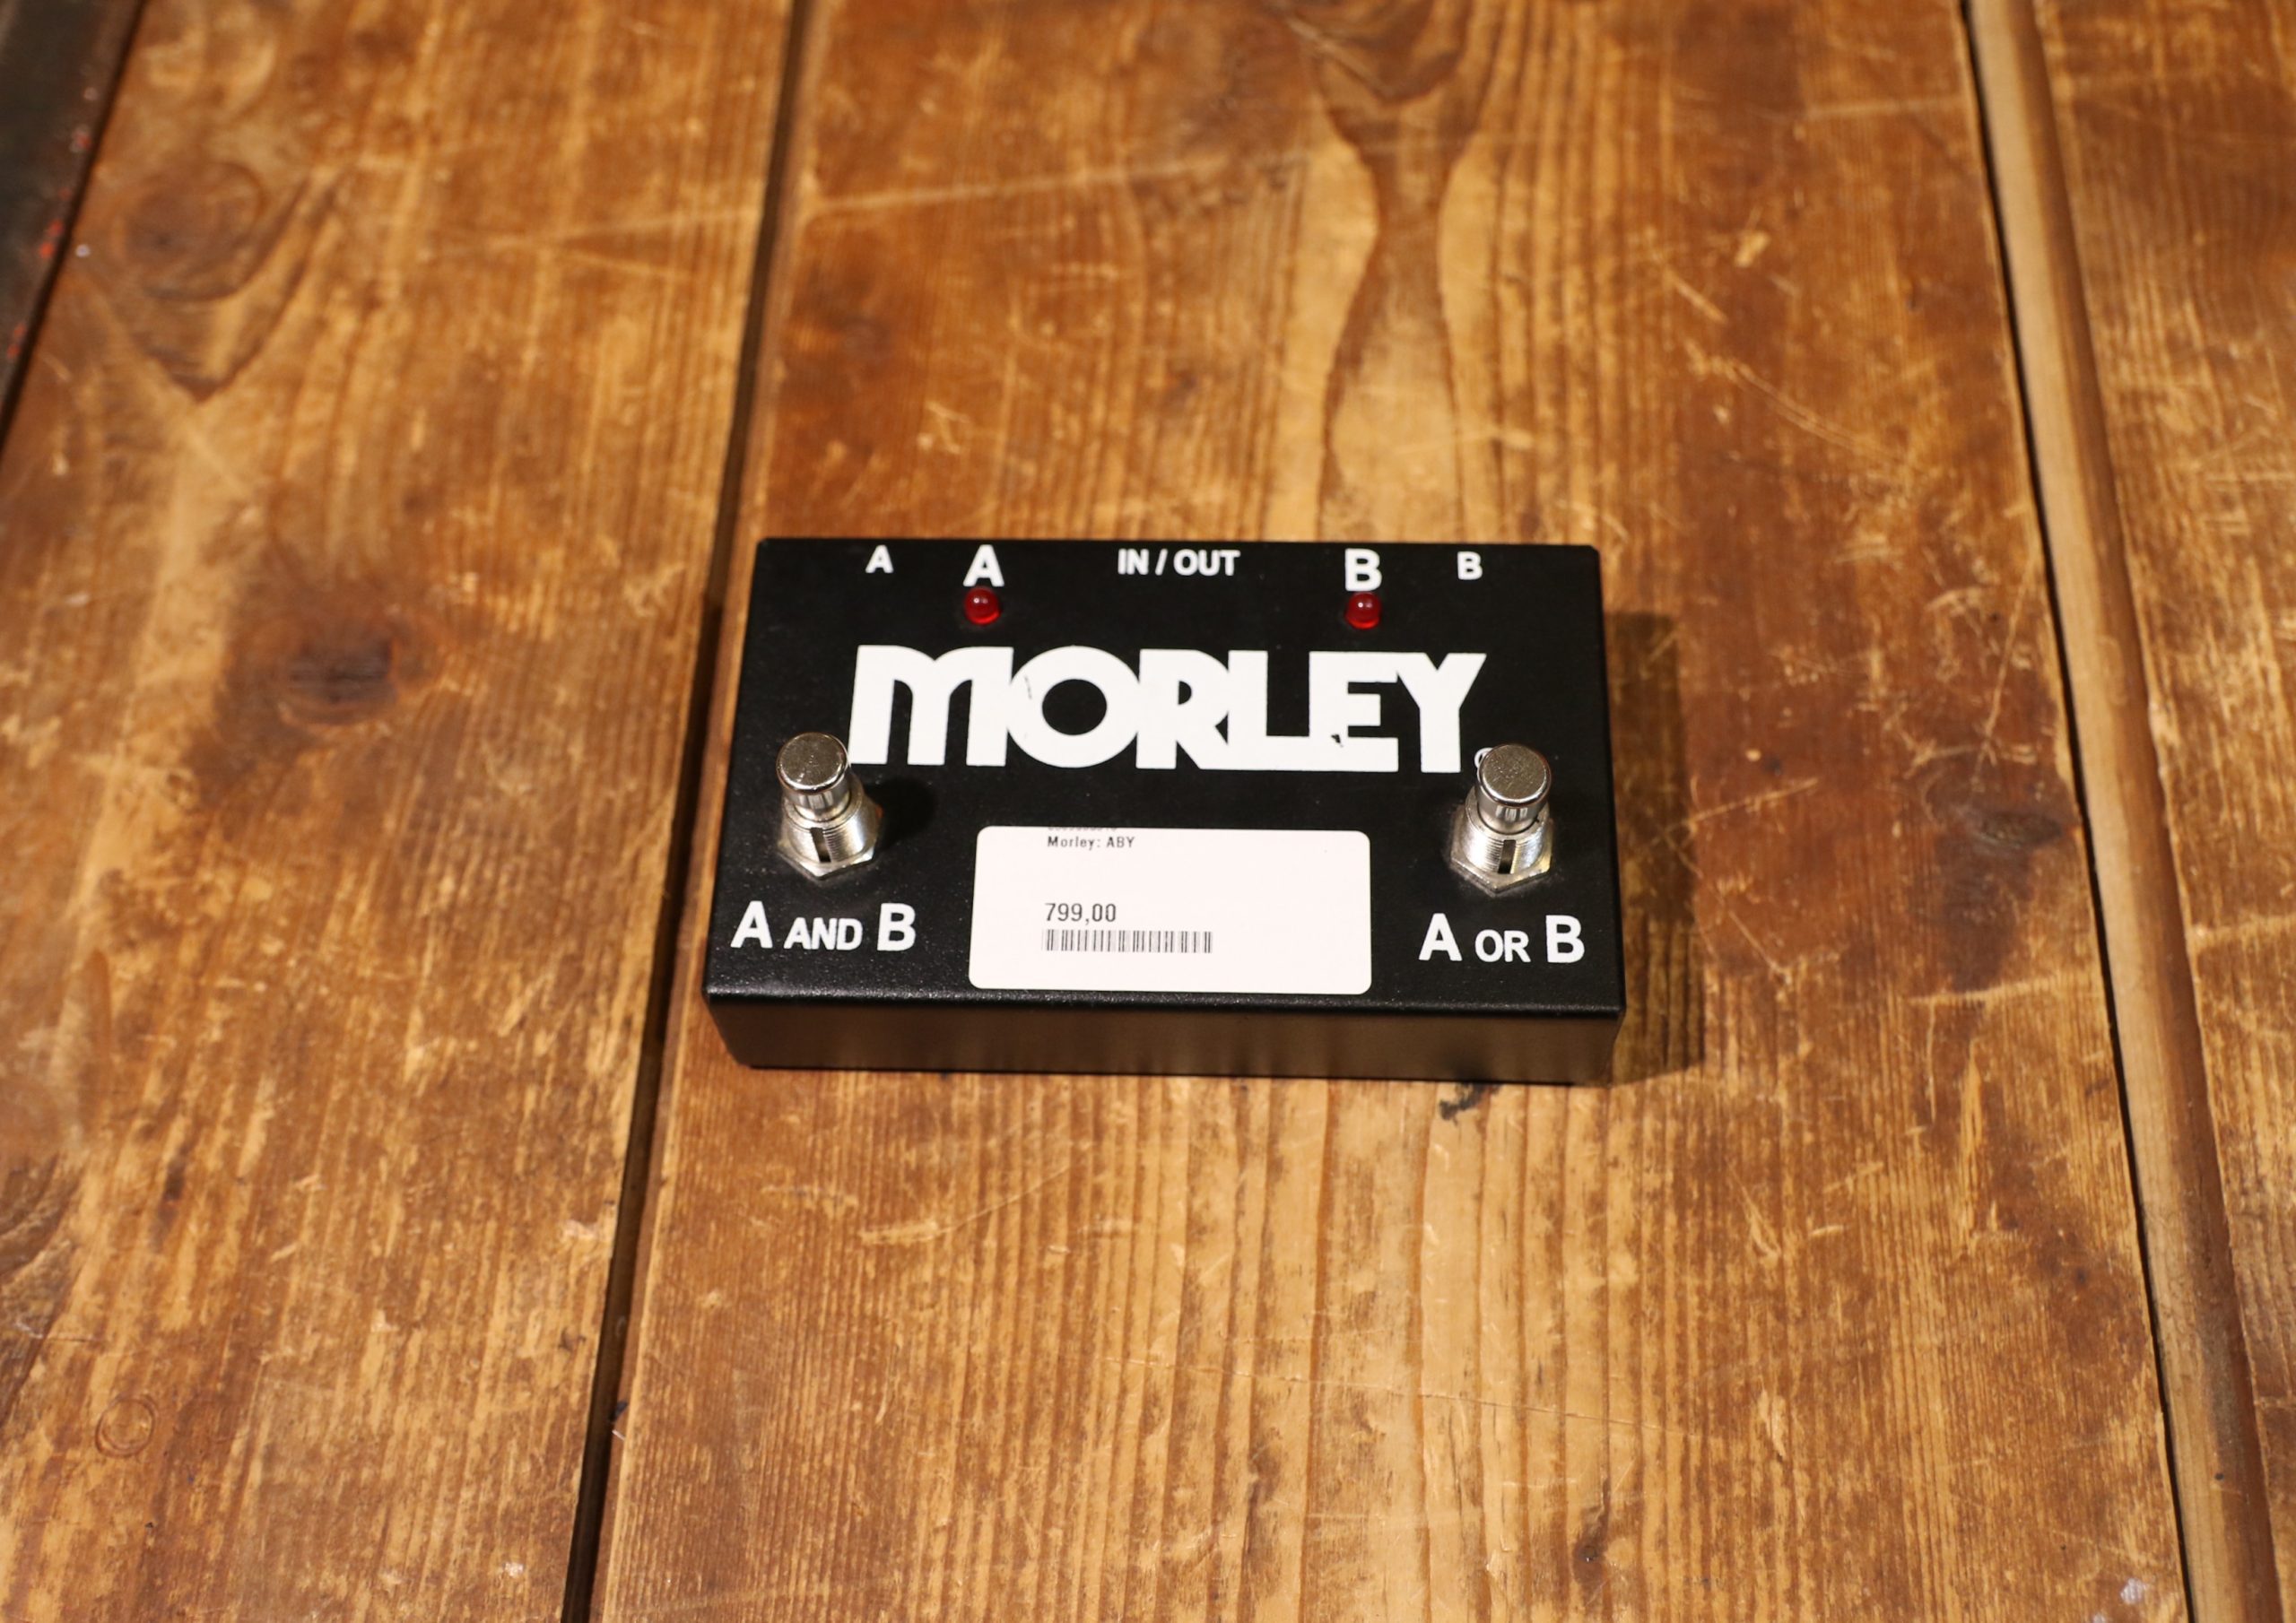 A A IN / OUT B B
MORLEY
Morley: ABY
799,00
A AND B
A OR B